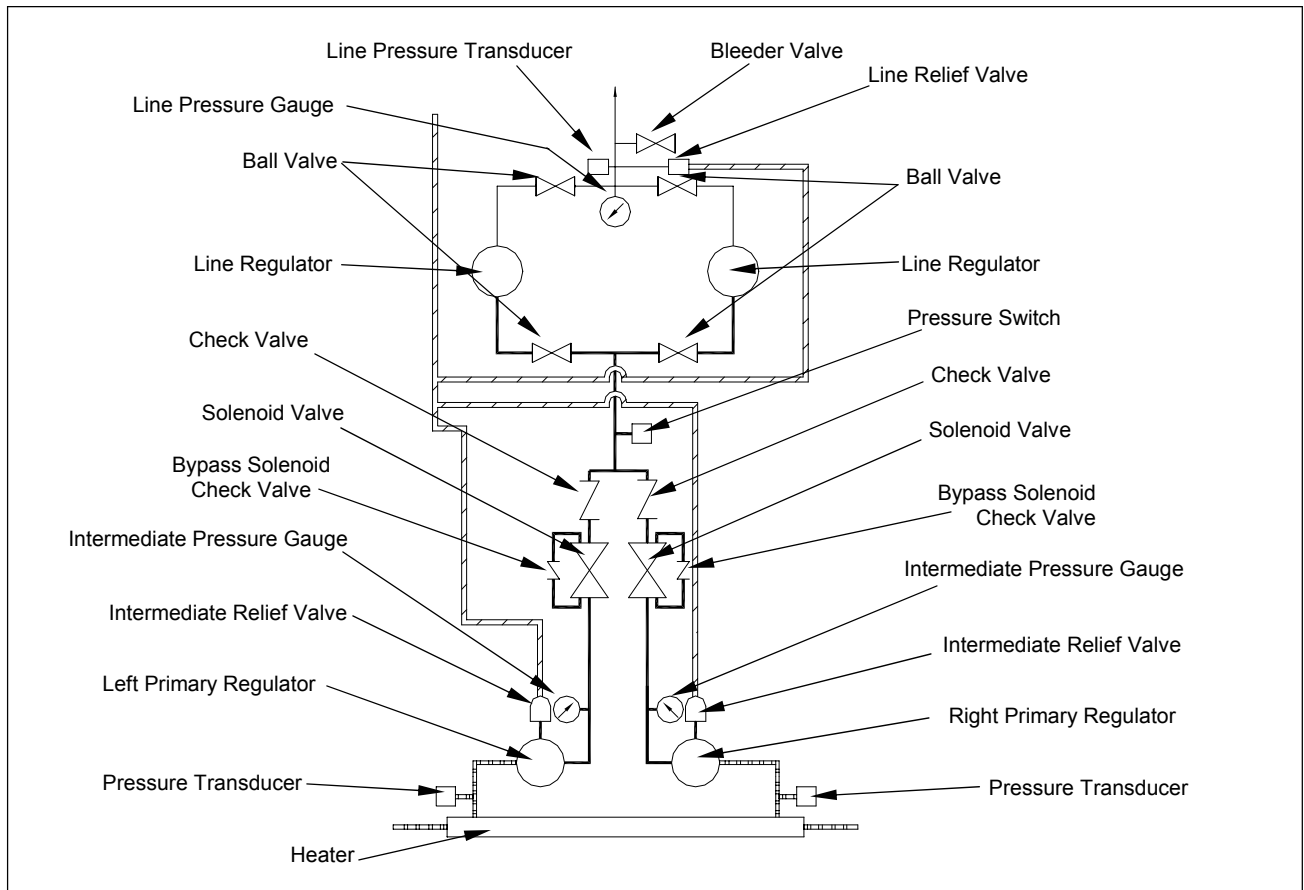 Line Pressure Transducer
Bleeder Valve
Line Relief Valve
Line Pressure Gauge
Ball Valve
Ball Valve
Line Regulator
Line Regulator
Pressure Switch
Check Valve
Check Valve
Solenoid Valve
Solenoid Valve
Bypass Solenoid
Check Valve
Bypass Solenoid
Check Valve
Intermediate Pressure Gauge
Intermediate Pressure Gauge
Intermediate Relief Valve
Intermediate Relief Valve
Left Primary Regulator
Right Primary Regulator
Pressure Transducer
Pressure Transducer
Heater